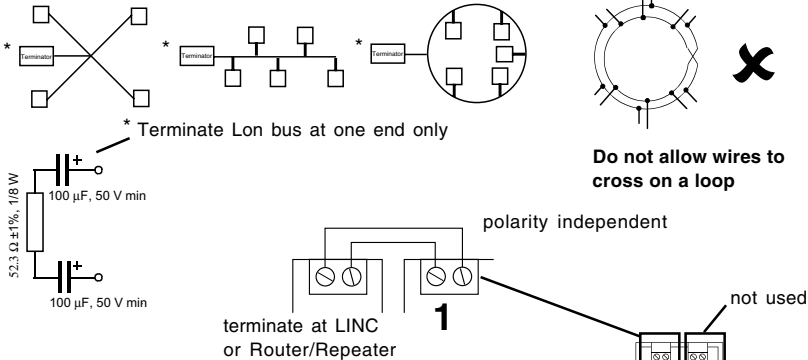 *
Terminator
*
Terminator
*
Terminator
* Terminate Lon bus at one end only
Do not allow wires to
cross on a loop
52.3 Ω ±1%, 1/8 W
+
100 µF, 50 V min
+
100 µF, 50 V min
polarity independent
1
not used
terminate at LINC
or Router/Repeater